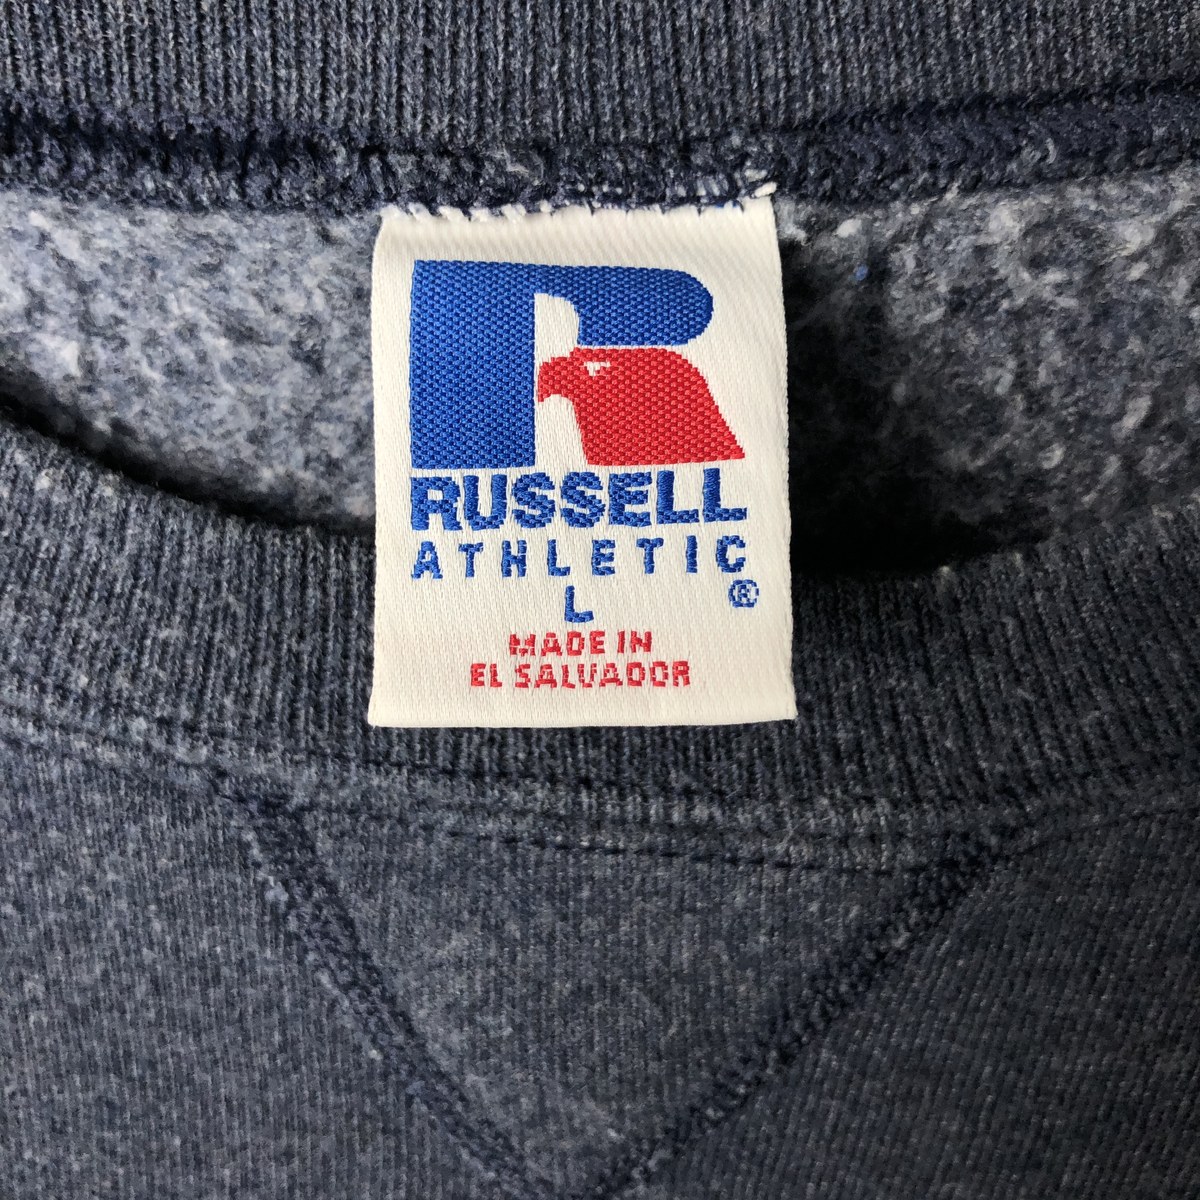 R
RUSSELL
ATHLETIC
®
L
MADE IN
EL SALVADOR